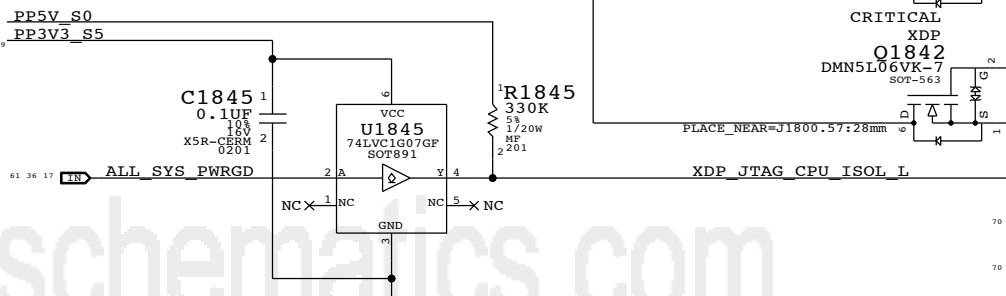 PP5V_S0
PP3V3_S5
9
CRITICAL
XDP
Q1842
DMN5L06VK-7
SOT-563
2
G
D
S
6
1
C1845
1
0.1UF
10%
16V
X5R-CERM
2
0201
6
VCC
U1845
74LVC1G07GF
SOT891
1
R1845
330K
5%
1/20W
MF
2
201
PLACE_NEAR=J1800.57:28mm
61 36 17
IN
ALL_SYS_PWRGD
2
A
Y
4
XDP_JTAG_CPU_ISOL_L
NC
1
NC
NC
5
NC
GND
3
70
70
schematics.com